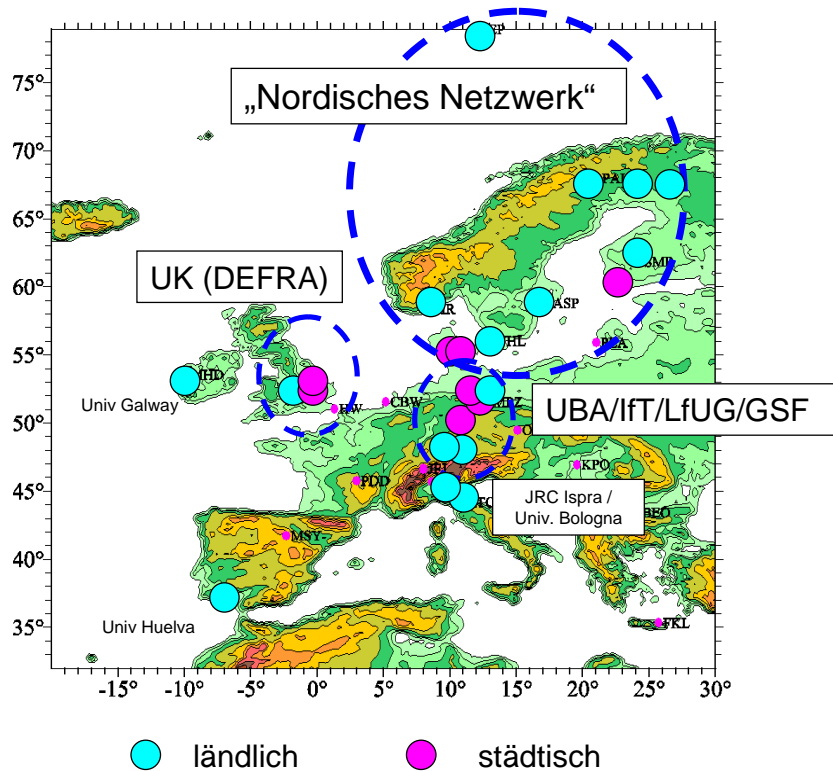 75°
70°
65°
60°
55°
50°
45°
40°
35°
„Nordisches Netzwerk“
PAL
SMR
ASP
UK (DEFRA)
MHD
Univ Galway
CBW
UBA/IfT/LfUG/GSF
KPO
PDD
JRC Ispra /
Univ. Bologna
BEO
MSY
Univ Huelva
FKL
-15° -10° -5° 0° 5° 10° 15° 20° 25° 30°
ländlich städtisch